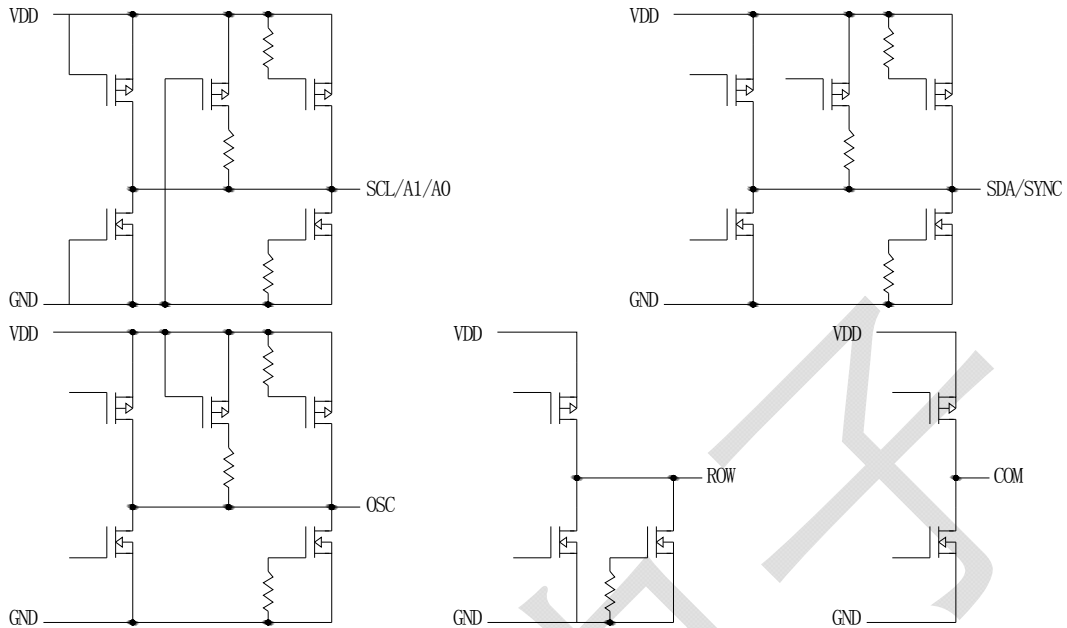 VDD
SCL/A1/A0
GND
VDD
SDA/SYNC
GND
VDD
OSC
GND
VDD
ROW
GND
VDD
COM
GND